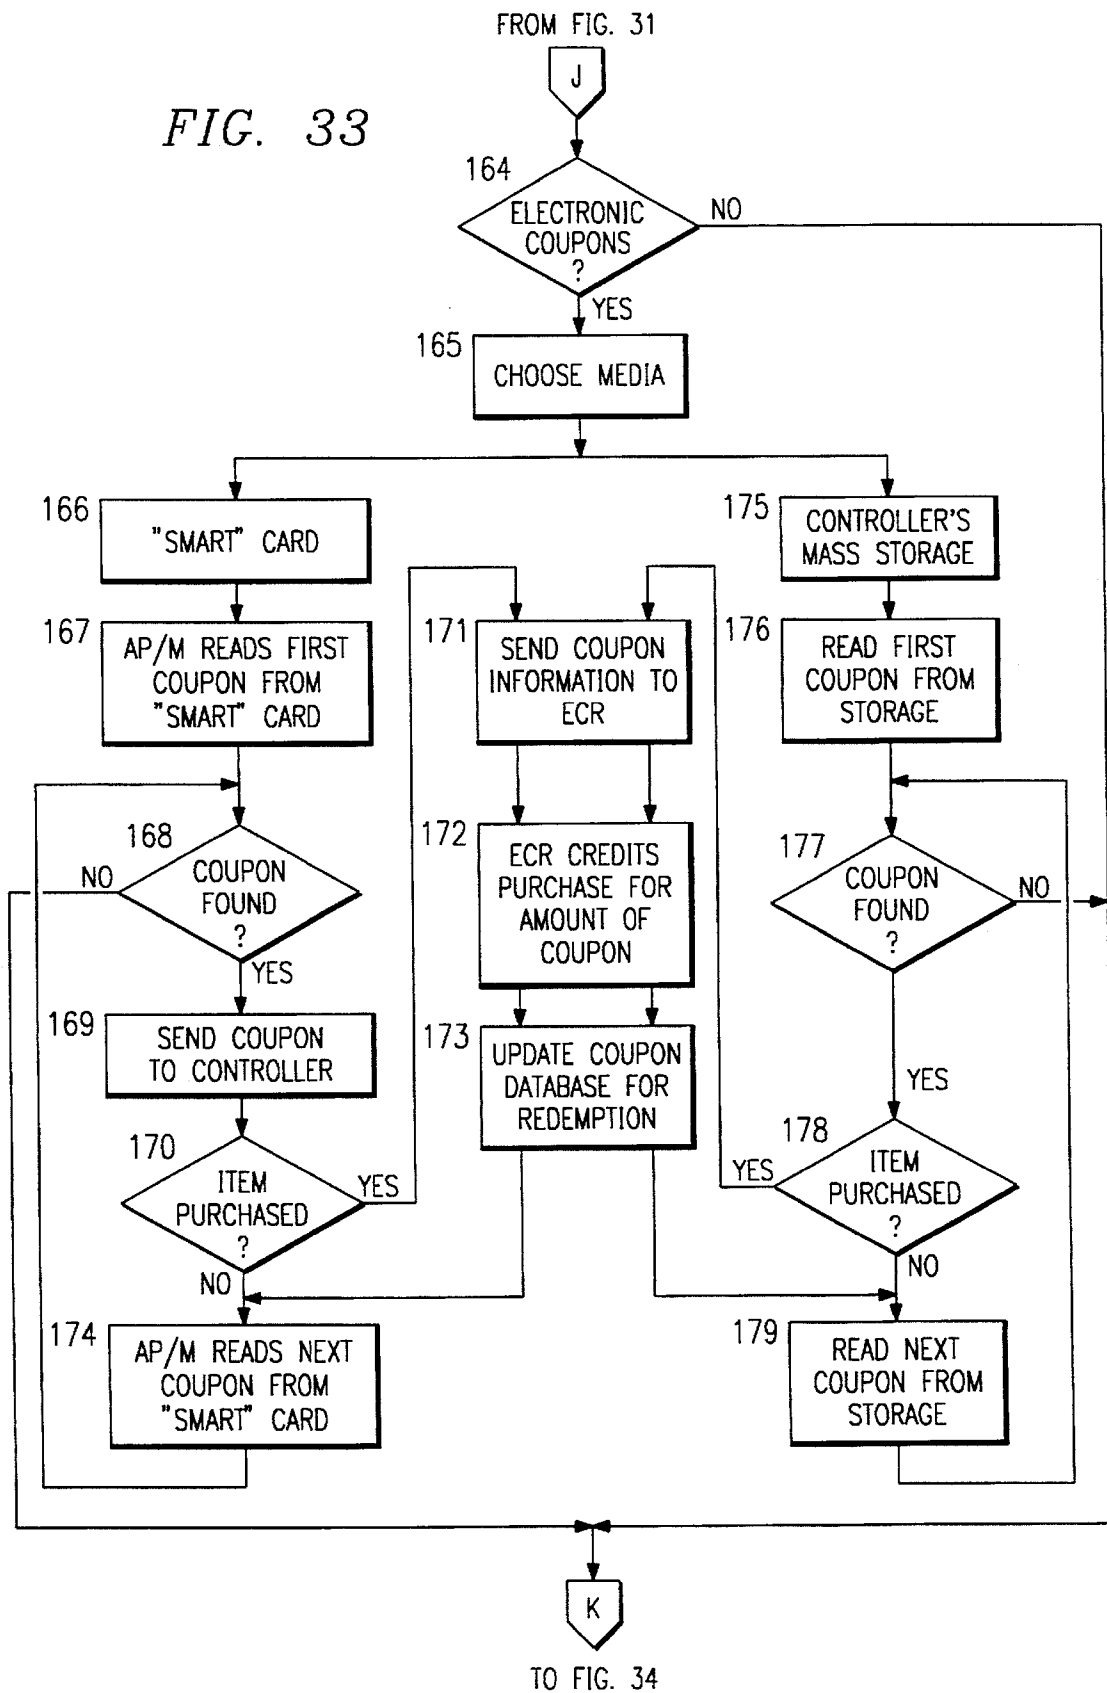 FROM FIG. 31
J
FIG. 33
164
ELECTRONIC
COUPONS
?
NO
YES
165
CHOOSE MEDIA
166
"SMART" CARD
175
CONTROLLER'S
MASS STORAGE
167
AP/M READS FIRST
COUPON FROM
"SMART" CARD
171
SEND COUPON
INFORMATION TO
ECR
176
READ FIRST
COUPON FROM
STORAGE
168
NO
COUPON
FOUND
?
YES
172
ECR CREDITS
PURCHASE FOR
AMOUNT OF
COUPON
177
COUPON
FOUND
?
NO
YES
169
SEND COUPON
TO CONTROLLER
173
UPDATE COUPON
DATABASE FOR
REDEMPTION
170
ITEM
PURCHASED
?
YES
NO
178
YES
ITEM
PURCHASED
?
NO
174
AP/M READS NEXT
COUPON FROM
"SMART" CARD
179
READ NEXT
COUPON FROM
STORAGE
K
TO FIG. 34